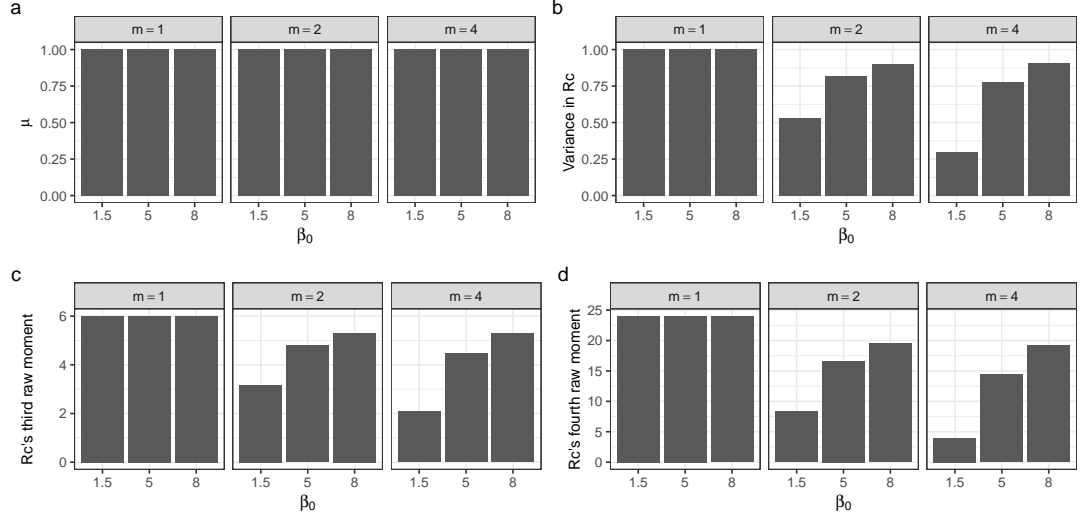 a
m = 1 m = 2 m = 4
1.00
0.75
0.50
0.25
0.00
μ
1.5 5 8 1.5 5 8 1.5 5 8
β0
b
m = 1 m = 2 m = 4
1.00
0.75
0.50
0.25
0.00
Variance in Rc
1.5 5 8 1.5 5 8 1.5 5 8
β0
c
m = 1 m = 2 m = 4
6
4
2
0
Rc's third raw moment
1.5 5 8 1.5 5 8 1.5 5 8
β0
d
m = 1 m = 2 m = 4
25
20
15
10
5
0
Rc's fourth raw moment
1.5 5 8 1.5 5 8 1.5 5 8
β0